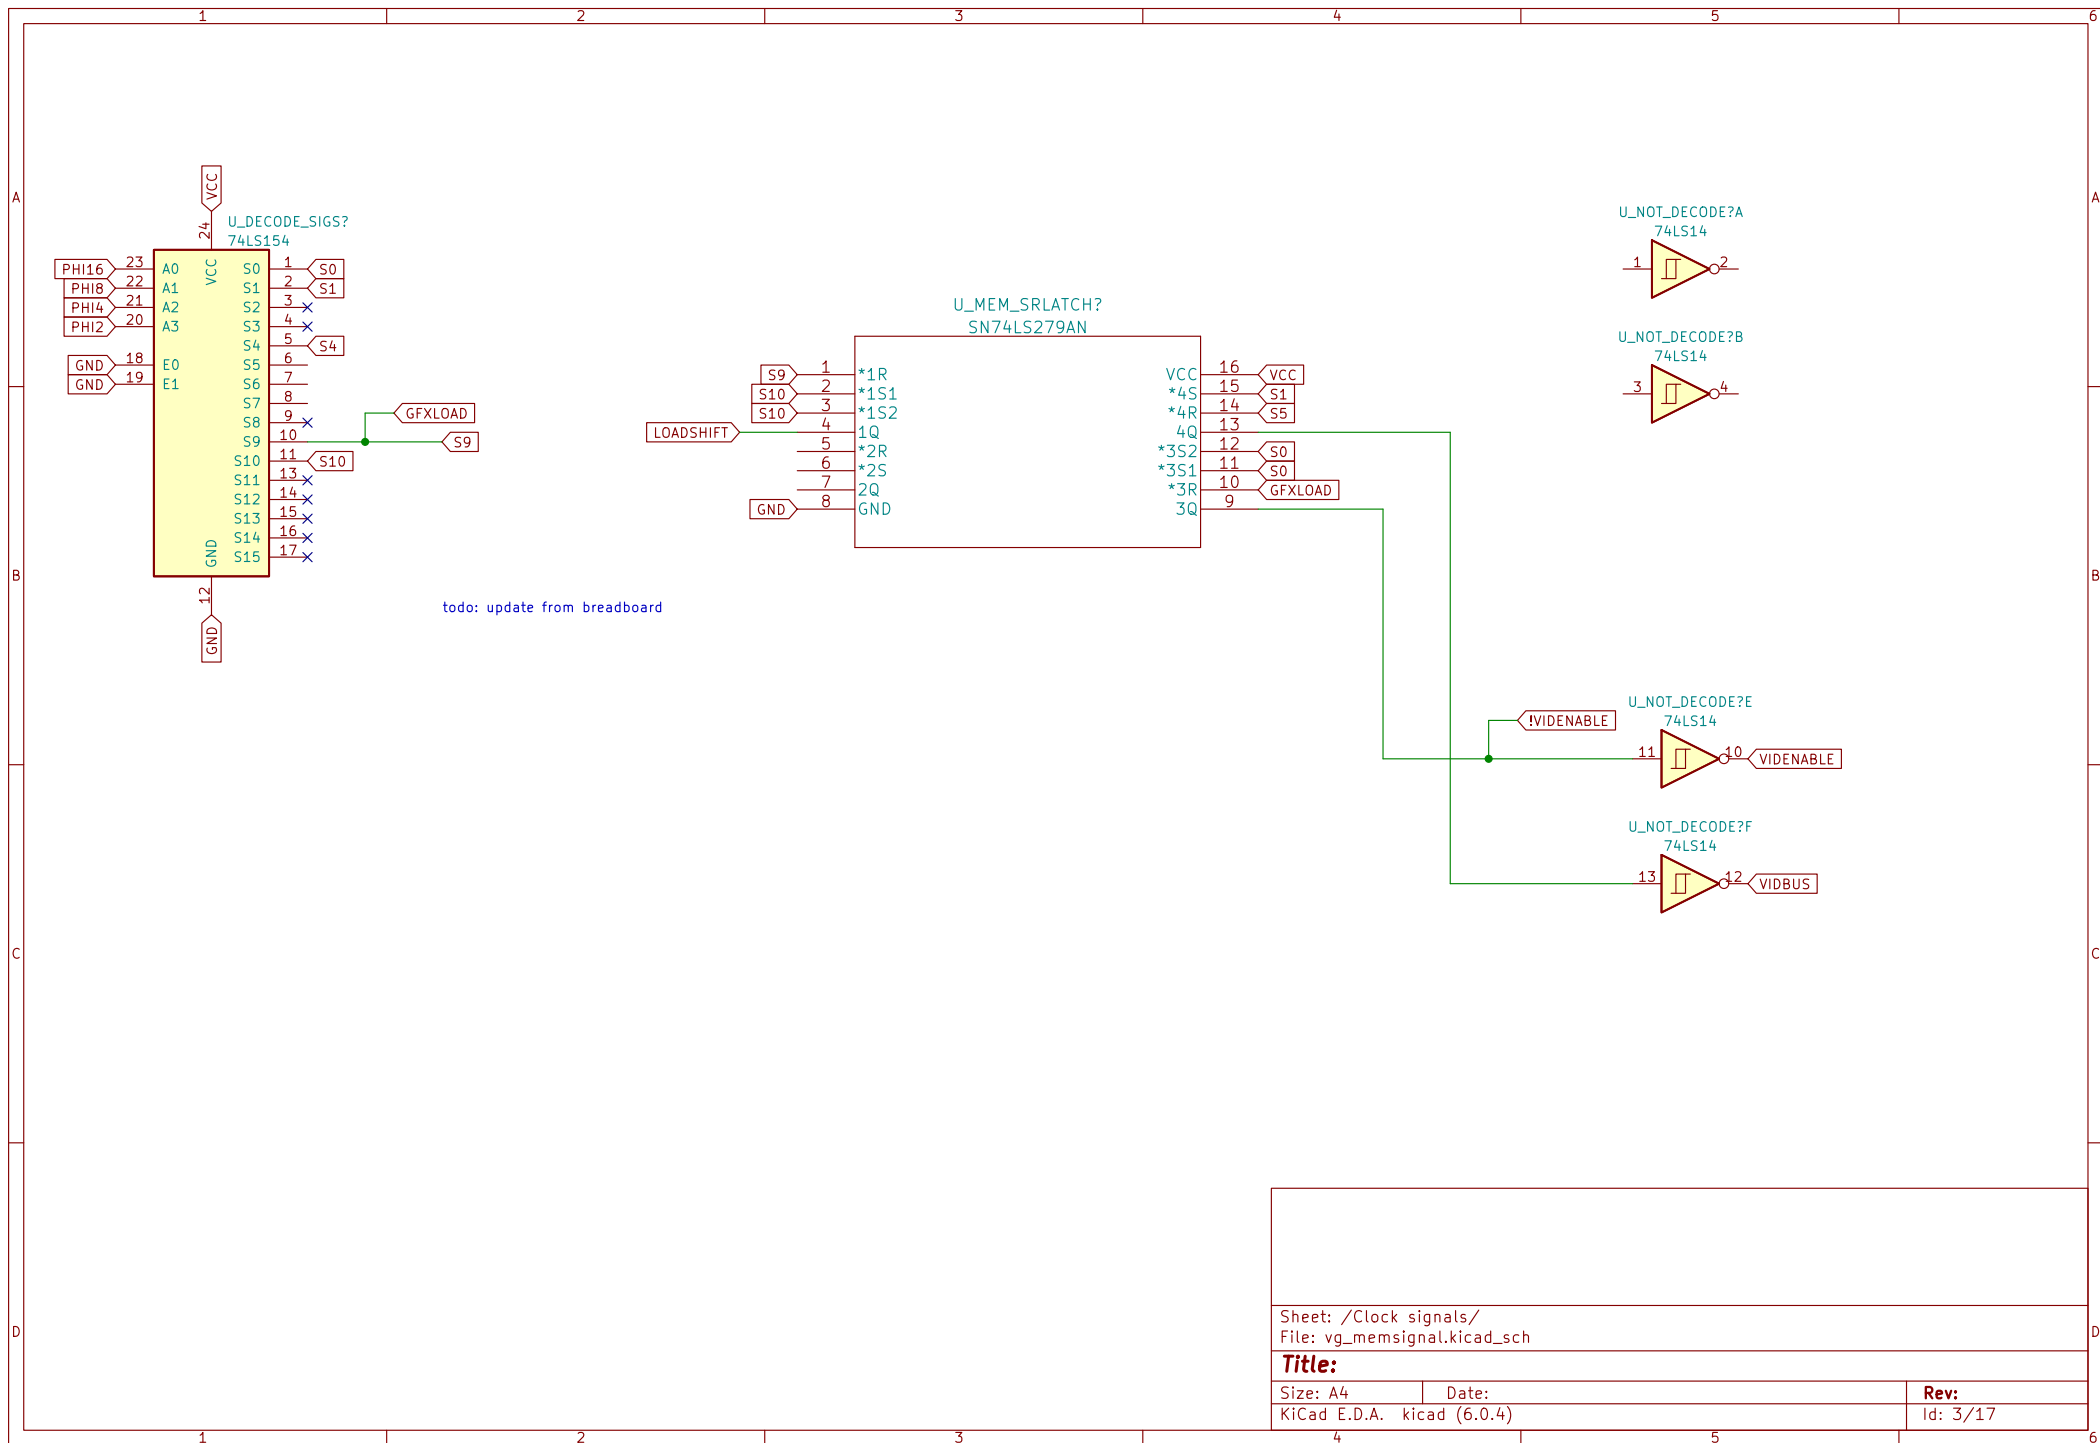 1 2 3 4 5 6
A
B
C
D
A
B
C
D
1 2 3 4 5 6
VCC
24
U_DECODE_SIGS?
74LS154
PHI16 23 A0
PHI8 22 A1
PHI4 21 A2
PHI2 20 A3
GND 18 E0
GND 19 E1
VCC
GND
S0 1 S0
S1 2 S1
S2 3
S3 4
S4 5 S4
S5 6
S6 7
S7 8
S8 9
S9 10 S9
GFXLOAD
S10 11 S10
S11 13
S12 14
S13 15
S14 16
S15 17
12
GND
todo: update from breadboard
U_MEM_SRLATCH?
SN74LS279AN
S9 1 *1R
S10 2 *1S1
S10 3 *1S2
LOADSHIFT 4 1Q
5 *2R
6 *2S
7 2Q
GND 8 GND
VCC 16 VCC
*4S 15 S1
*4R 14 S5
4Q 13
*3S2 12 S0
*3S1 11 S0
*3R 10 GFXLOAD
3Q 9
U_NOT_DECODE?A
74LS14
1 2
U_NOT_DECODE?B
74LS14
3 4
!VIDENABLE
U_NOT_DECODE?E
74LS14
11 10 VIDENABLE
U_NOT_DECODE?F
74LS14
13 12 VIDBUS
Sheet: /Clock signals/
File: vg_memsignal.kicad_sch
Title:
Size: A4 Date: Rev:
KiCad E.D.A. kicad (6.0.4) Id: 3/17